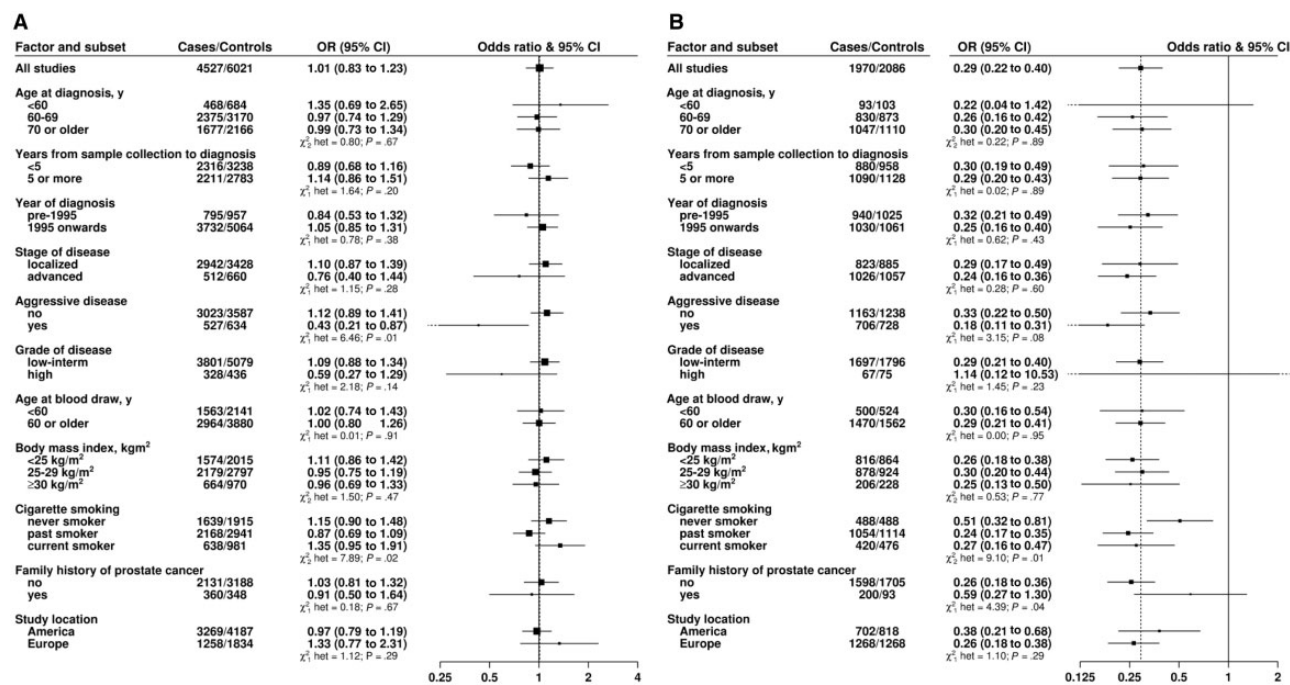 A
Factor and subset Cases/Controls OR (95% CI) Odds ratio & 95% CI
All studies 4527/6021 1.01 (0.83 to 1.23)
Age at diagnosis, y
<60 468/684 1.35 (0.69 to 2.65)
60-69 2375/3170 0.97 (0.74 to 1.29)
70 or older 1677/2166 0.99 (0.73 to 1.34)
χ²₂ het = 0.80; P = .67
Years from sample collection to diagnosis
<5 2316/3238 0.89 (0.68 to 1.16)
5 or more 2211/2783 1.14 (0.86 to 1.51)
χ²₁ het = 1.64; P = .20
Year of diagnosis
pre-1995 795/957 0.84 (0.53 to 1.32)
1995 onwards 3732/5064 1.05 (0.85 to 1.31)
χ²₁ het = 0.78; P = .38
Stage of disease
localized 2942/3428 1.10 (0.87 to 1.39)
advanced 512/660 0.76 (0.40 to 1.44)
χ²₁ het = 1.15; P = .28
Aggressive disease
no 3023/3587 1.12 (0.89 to 1.41)
yes 527/634 0.43 (0.21 to 0.87)
χ²₁ het = 6.46; P = .01
Grade of disease
low-interm 3801/5079 1.09 (0.88 to 1.34)
high 328/436 0.59 (0.27 to 1.29)
χ²₁ het = 2.18; P = .14
Age at blood draw, y
<60 1563/2141 1.02 (0.74 to 1.43)
60 or older 2964/3880 1.00 (0.80 1.26)
χ²₁ het = 0.01; P = .91
Body mass index, kgm²
<25 kg/m² 1574/2015 1.11 (0.86 to 1.42)
25-29 kg/m² 2179/2797 0.95 (0.75 to 1.19)
≥30 kg/m² 664/970 0.96 (0.69 to 1.33)
χ²₂ het = 1.50; P = .47
Cigarette smoking
never smoker 1639/1915 1.15 (0.90 to 1.48)
past smoker 2168/2941 0.87 (0.69 to 1.09)
current smoker 638/981 1.35 (0.95 to 1.91)
χ²₂ het = 7.89; P = .02
Family history of prostate cancer
no 2131/3188 1.03 (0.81 to 1.32)
yes 360/348 0.91 (0.50 to 1.64)
χ²₁ het = 0.18; P = .67
Study location
America 3269/4187 0.97 (0.79 to 1.19)
Europe 1258/1834 1.33 (0.77 to 2.31)
χ²₁ het = 1.12; P = .29
0.25 0.5 1 2 4
B
Factor and subset Cases/Controls OR (95% CI) Odds ratio & 95% CI
All studies 1970/2086 0.29 (0.22 to 0.40)
Age at diagnosis, y
<60 93/103 0.22 (0.04 to 1.42)
60-69 830/873 0.26 (0.16 to 0.42)
70 or older 1047/1110 0.30 (0.20 to 0.45)
χ²₂ het = 0.22; P = .89
Years from sample collection to diagnosis
<5 880/958 0.30 (0.19 to 0.49)
5 or more 1090/1128 0.29 (0.20 to 0.43)
χ²₁ het = 0.02; P = .89
Year of diagnosis
pre-1995 940/1025 0.32 (0.21 to 0.49)
1995 onwards 1030/1061 0.25 (0.16 to 0.40)
χ²₁ het = 0.62; P = .43
Stage of disease
localized 823/885 0.29 (0.17 to 0.49)
advanced 1026/1057 0.24 (0.16 to 0.36)
χ²₁ het = 0.28; P = .60
Aggressive disease
no 1163/1238 0.33 (0.22 to 0.50)
yes 706/728 0.18 (0.11 to 0.31)
χ²₁ het = 3.15; P = .08
Grade of disease
low-interm 1697/1796 0.29 (0.21 to 0.40)
high 67/75 1.14 (0.12 to 10.53)
χ²₁ het = 1.45; P = .23
Age at blood draw, y
<60 500/524 0.30 (0.16 to 0.54)
60 or older 1470/1562 0.29 (0.21 to 0.41)
χ²₁ het = 0.00; P = .95
Body mass index, kgm²
<25 kg/m² 816/864 0.26 (0.18 to 0.38)
25-29 kg/m² 878/924 0.30 (0.20 to 0.44)
≥30 kg/m² 206/228 0.25 (0.13 to 0.50)
χ²₂ het = 0.53; P = .77
Cigarette smoking
never smoker 488/488 0.51 (0.32 to 0.81)
past smoker 1054/1114 0.24 (0.17 to 0.35)
current smoker 420/476 0.27 (0.16 to 0.47)
χ²₂ het = 9.10; P = .01
Family history of prostate cancer
no 1598/1705 0.26 (0.18 to 0.36)
yes 200/93 0.59 (0.27 to 1.30)
χ²₁ het = 4.39; P = .04
Study location
America 702/818 0.38 (0.21 to 0.68)
Europe 1268/1268 0.26 (0.18 to 0.38)
χ²₁ het = 1.10; P = .29
0.125 0.25 0.5 1 2